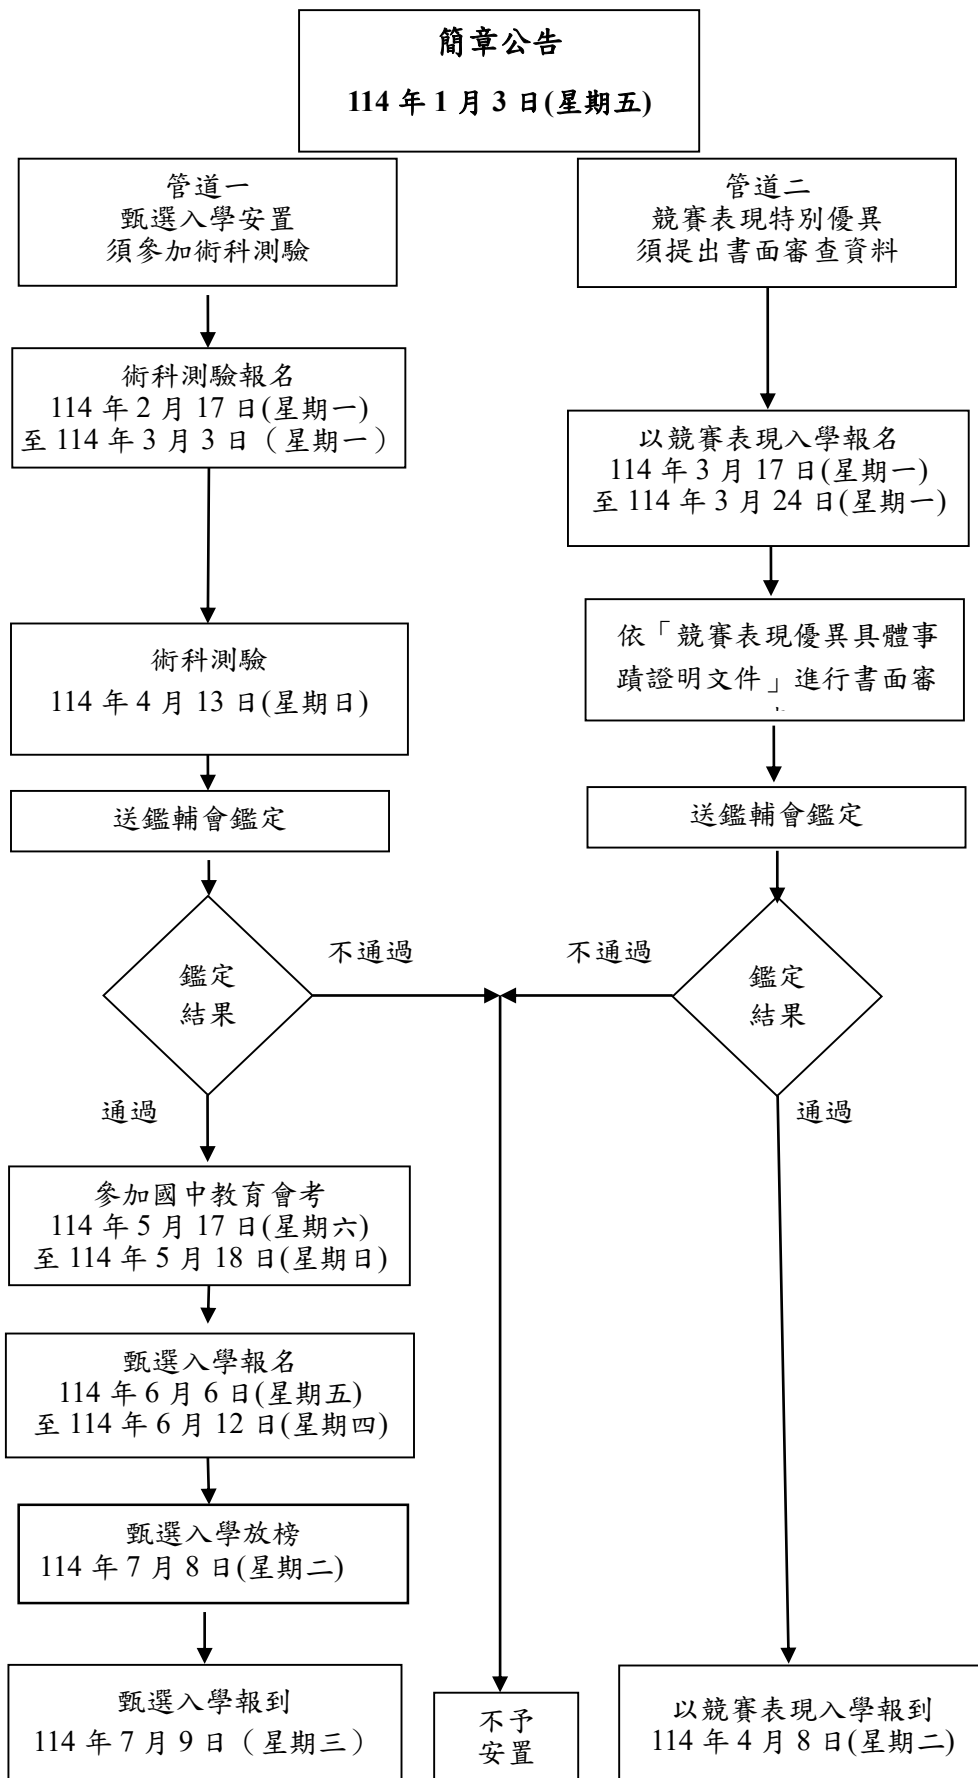 簡章公告
114 年 1 月 3 日(星期五)
管道一
甄選入學安置
須參加術科測驗
管道二
競賽表現特別優異
須提出書面審查資料
術科測驗報名
114 年 2 月 17 日(星期一)
至 114 年 3 月 3 日（星期一）
以競賽表現入學報名
114 年 3 月 17 日(星期一)
至 114 年 3 月 24 日(星期一)
術科測驗
114 年 4 月 13 日(星期日)
依「競賽表現優異具體事
蹟證明文件」進行書面審
送鑑輔會鑑定
送鑑輔會鑑定
鑑定
結果
不通過
不通過
鑑定
結果
通過
通過
參加國中教育會考
114 年 5 月 17 日(星期六)
至 114 年 5 月 18 日(星期日)
甄選入學報名
114 年 6 月 6 日(星期五)
至 114 年 6 月 12 日(星期四)
甄選入學放榜
114 年 7 月 8 日(星期二)
甄選入學報到
114 年 7 月 9 日（星期三）
不予
安置
以競賽表現入學報到
114 年 4 月 8 日(星期二)